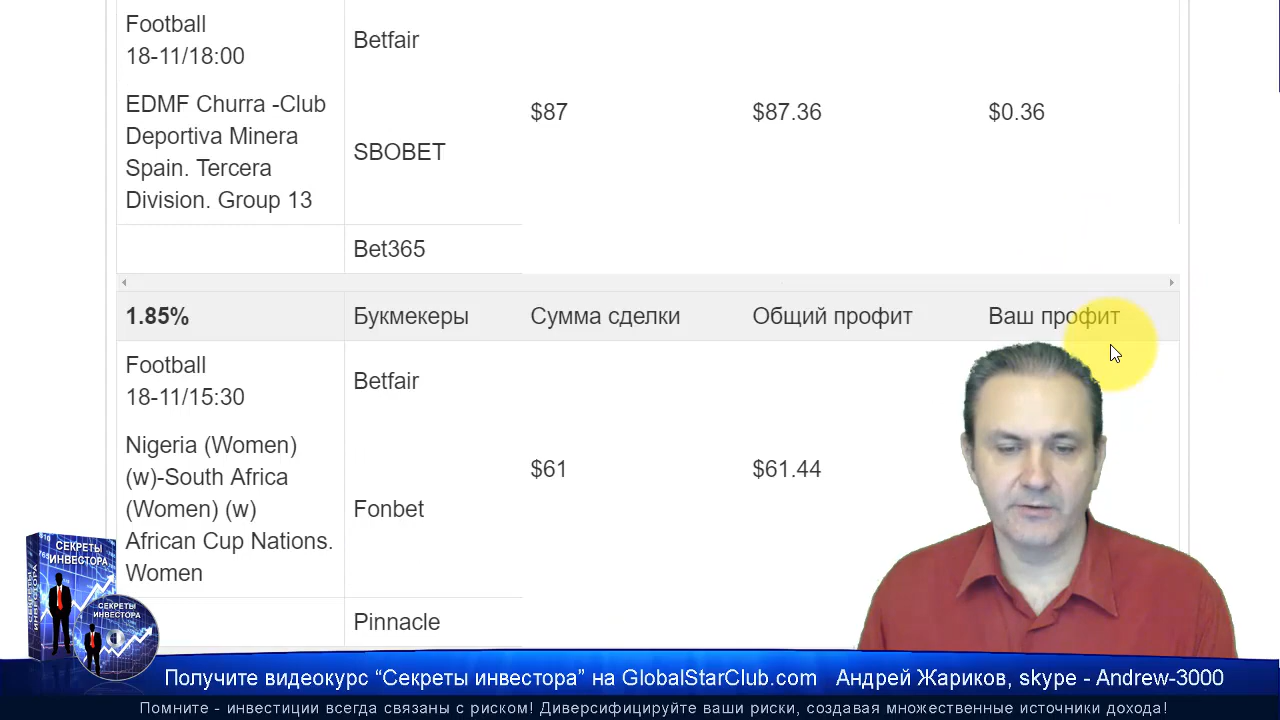 Football
18-11/18:00
Betfair
EDMF Churra -Club
Deportiva Minera
Spain. Tercera
Division. Group 13
SBOBET
$87
$87.36
$0.36
Bet365
1.85%
Букмекеры
Сумма сделки
Общий профит
Ваш профит
Football
18-11/15:30
Betfair
Nigeria (Women)
(w)-South Africa
(Women) (w)
African Cup Nations.
Women
Fonbet
$61
$61.44
Pinnacle
СЕКРЕТЫ
ИНВЕСТОРА
СЕКРЕТЫ
ИНВЕСТОРА
Получите видеокурс “Секреты инвестора” на GlobalStarClub.com Андрей Жариков, skype - Andrew-3000
Помните - инвестиции всегда связаны с риском! Диверсифицируйте ваши риски, создавая множественные источники дохода!